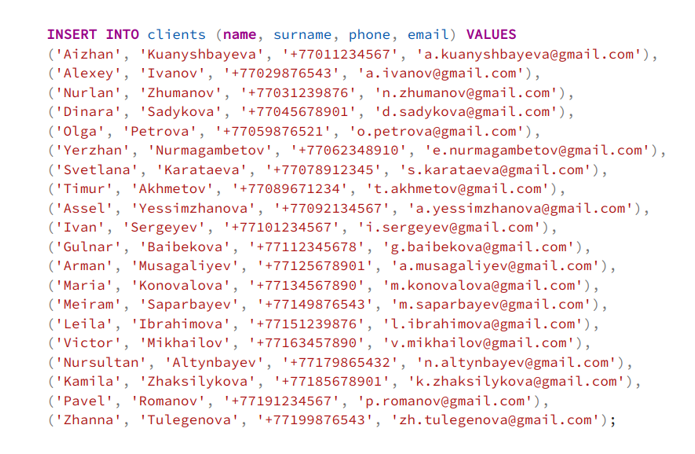 INSERT INTO clients (name, surname, phone, email) VALUES
('Aizhan', 'Kuanyshbayeva', '+77011234567', 'a.kuanyshbayeva@gmail.com'),
('Alexey', 'Ivanov', '+77029876543', 'a.ivanov@gmail.com'),
('Nurlan', 'Zhumanov', '+77031239876', 'n.zhumanov@gmail.com'),
('Dinara', 'Sadykova', '+77045678901', 'd.sadykova@gmail.com'),
('Olga', 'Petrova', '+77059876521', 'o.petrova@gmail.com'),
('Yerzhan', 'Nurmagambetov', '+77062348910', 'e.nurmagambetov@gmail.com'),
('Svetlana', 'Karataeva', '+77078912345', 's.karataeva@gmail.com'),
('Timur', 'Akhmetov', '+77089671234', 't.akhmetov@gmail.com'),
('Assel', 'Yessimzhanova', '+77092134567', 'a.yessimzhanova@gmail.com'),
('Ivan', 'Sergeyev', '+77101234567', 'i.sergeyev@gmail.com'),
('Gulnar', 'Baibekova', '+77112345678', 'g.baibekova@gmail.com'),
('Arman', 'Musagaliyev', '+77125678901', 'a.musagaliyev@gmail.com'),
('Maria', 'Konovalova', '+77134567890', 'm.konovalova@gmail.com'),
('Meiram', 'Saparbayev', '+77149876543', 'm.saparbayev@gmail.com'),
('Leila', 'Ibrahimova', '+77151239876', 'l.ibrahimova@gmail.com'),
('Victor', 'Mikhailov', '+77163457890', 'v.mikhailov@gmail.com'),
('Nursultan', 'Altynbayev', '+77179865432', 'n.altynbayev@gmail.com'),
('Kamila', 'Zhaksilykova', '+77185678901', 'k.zhaksilykova@gmail.com'),
('Pavel', 'Romanov', '+77191234567', 'p.romanov@gmail.com'),
('Zhanna', 'Tulegenova', '+77199876543', 'zh.tulegenova@gmail.com');